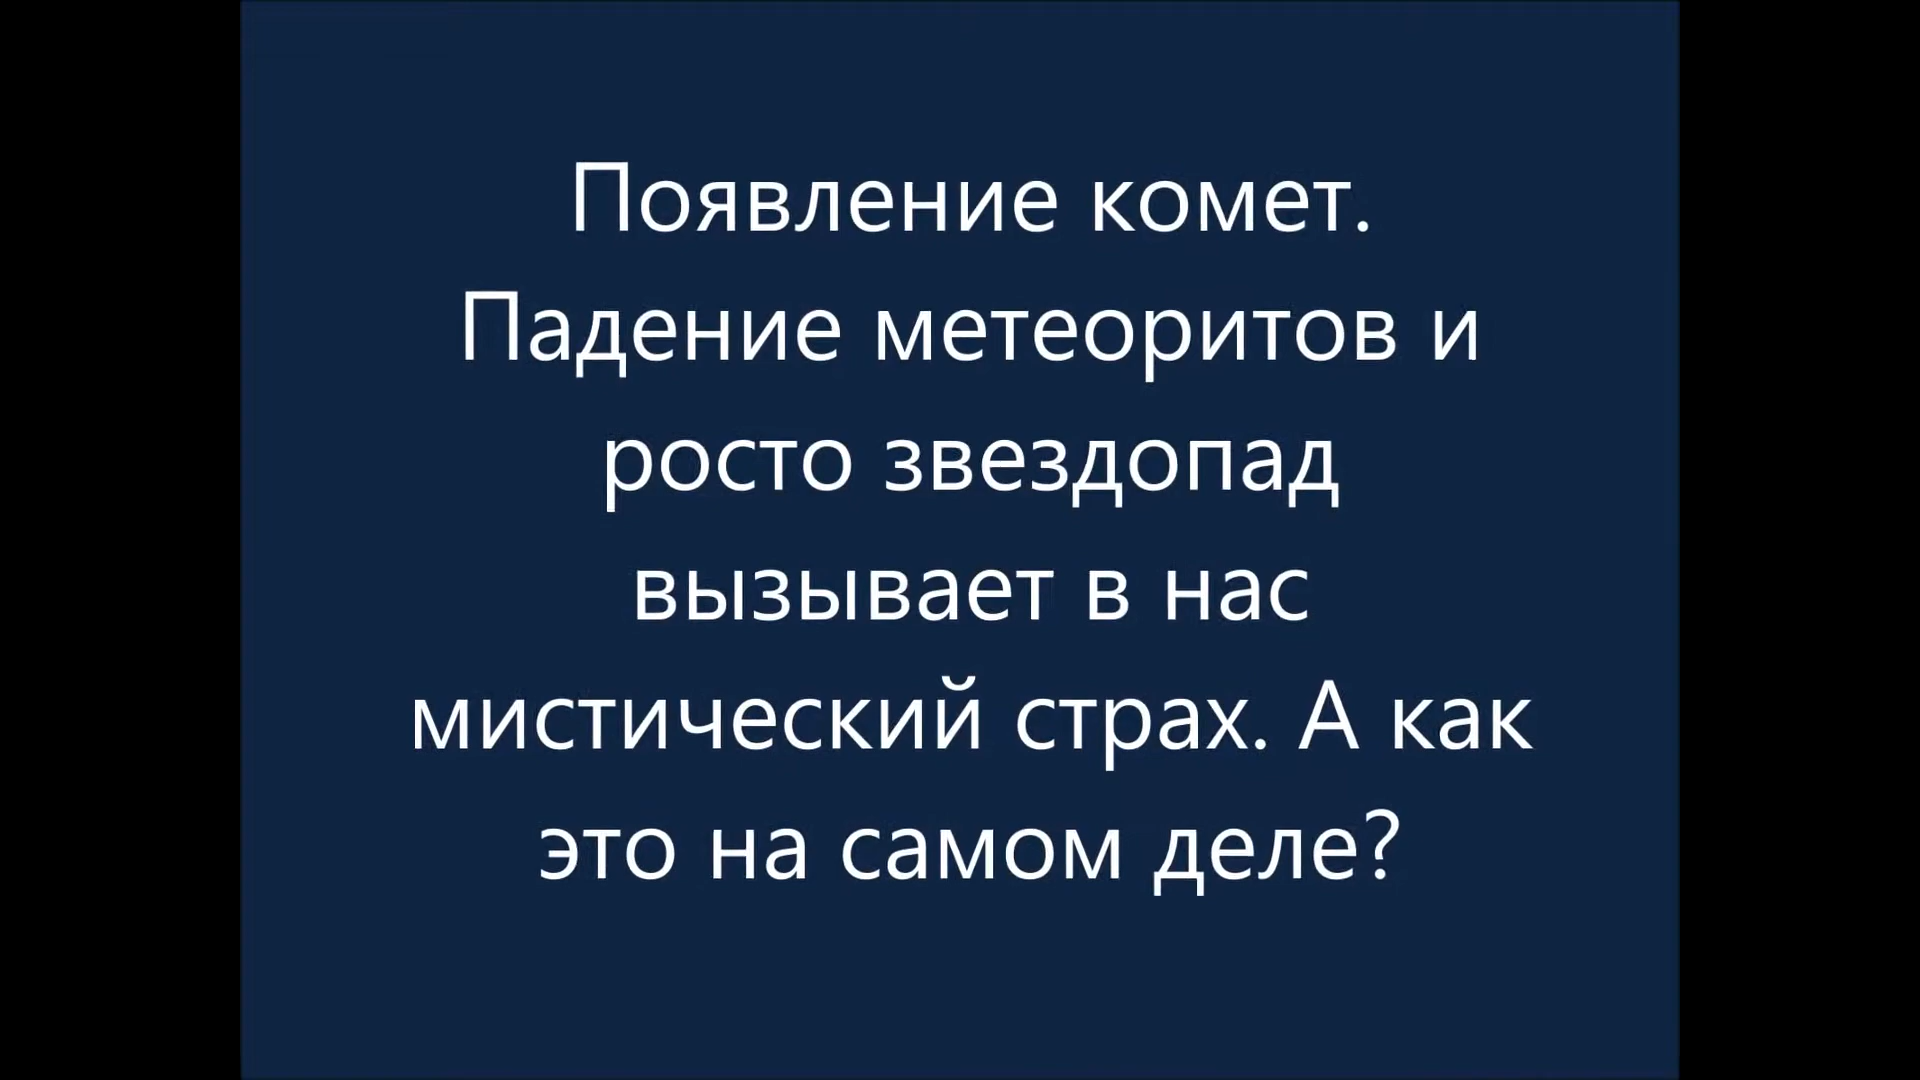 Появление комет.
Падение метеоритов и
росто звездопад
вызывает в нас
мистический страх. А как
это на самом деле?